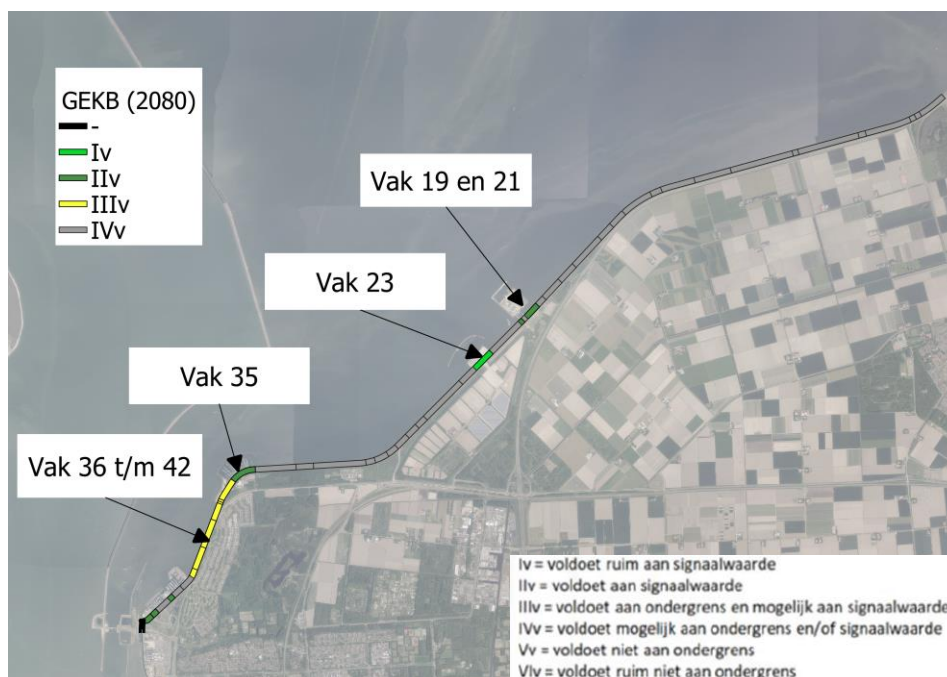 GEKB (2080)
-
Iv
IIv
IIIv
IVv
Vak 19 en 21
Vak 23
Vak 35
Vak 36 t/m 42
Iv = voldoet ruim aan signaalwaarde
IIv = voldoet aan signaalwaarde
IIIv = voldoet aan ondergrens en mogelijk aan signaalwaarde
IVv = voldoet mogelijk aan ondergrens en/of signaalwaarde
Vv = voldoet niet aan ondergrens
VIv = voldoet ruim niet aan ondergrens